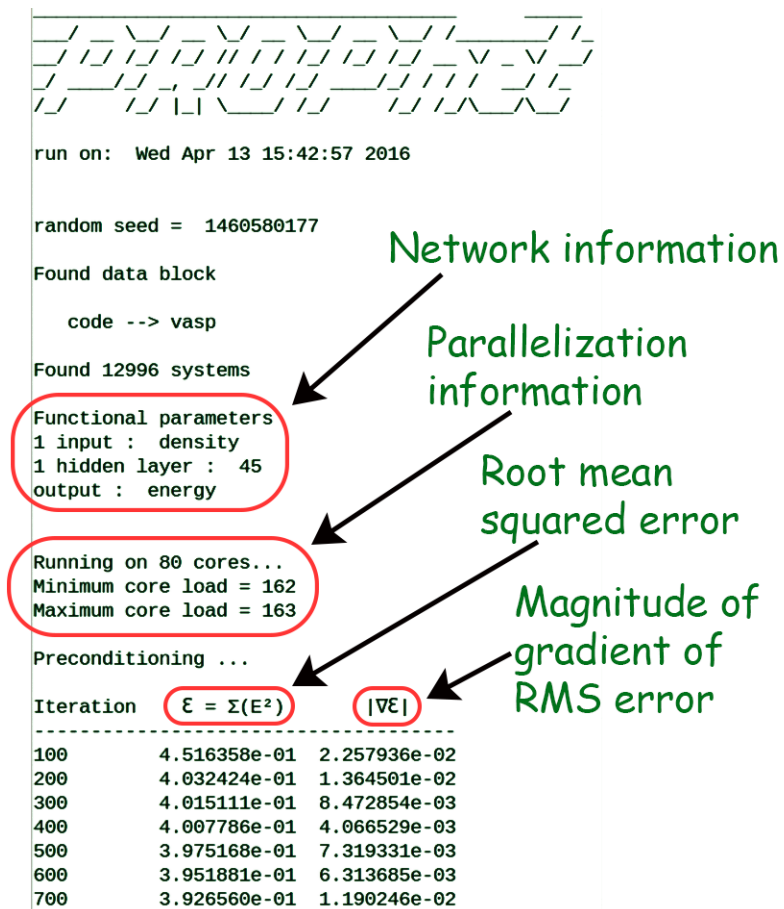 PROPhet
run on:  Wed Apr 13 15:42:57 2016
random seed =  1460580177
Network information
Found data block
code --> vasp
Parallelization
information
Found 12996 systems
Functional parameters
1 input :  density
1 hidden layer :  45
output :  energy
Root mean
squared error
Running on 80 cores...
Minimum core load = 162
Maximum core load = 163
Magnitude of
gradient of
RMS error
Preconditioning ...
Iteration    Ɛ = Σ(E²)    |∇Ɛ|
-----------------------------------
100    4.516358e-01  2.257936e-02
200    4.032424e-01  1.364501e-02
300    4.015111e-01  8.472854e-03
400    4.007786e-01  4.066529e-03
500    3.975168e-01  7.319331e-03
600    3.951881e-01  6.313685e-03
700    3.926560e-01  1.190246e-02